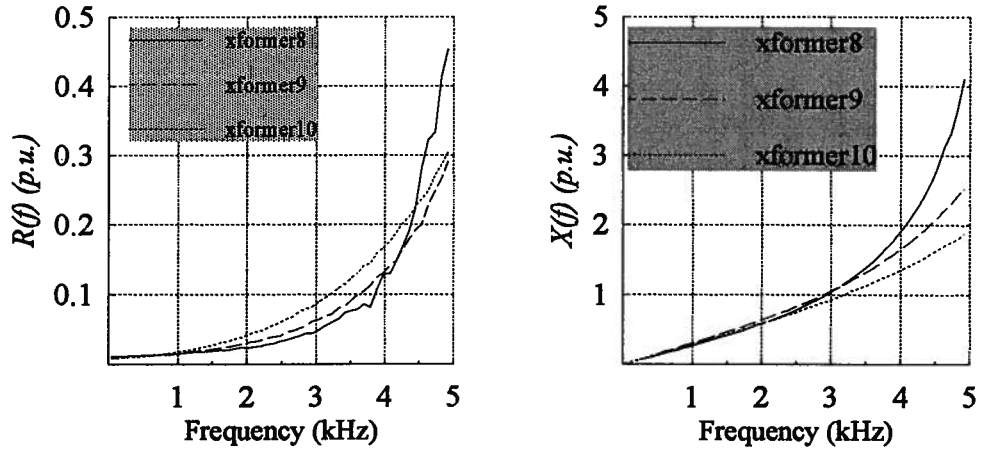 0.5
0.4
0.3
0.2
0.1
R(f) (p.u.)
xformer8
xformer9
xformer10
1 2 3 4 5
Frequency (kHz)
5
4
3
2
1
X(f) (p.u.)
xformer8
xformer9
xformer10
1 2 3 4 5
Frequency (kHz)